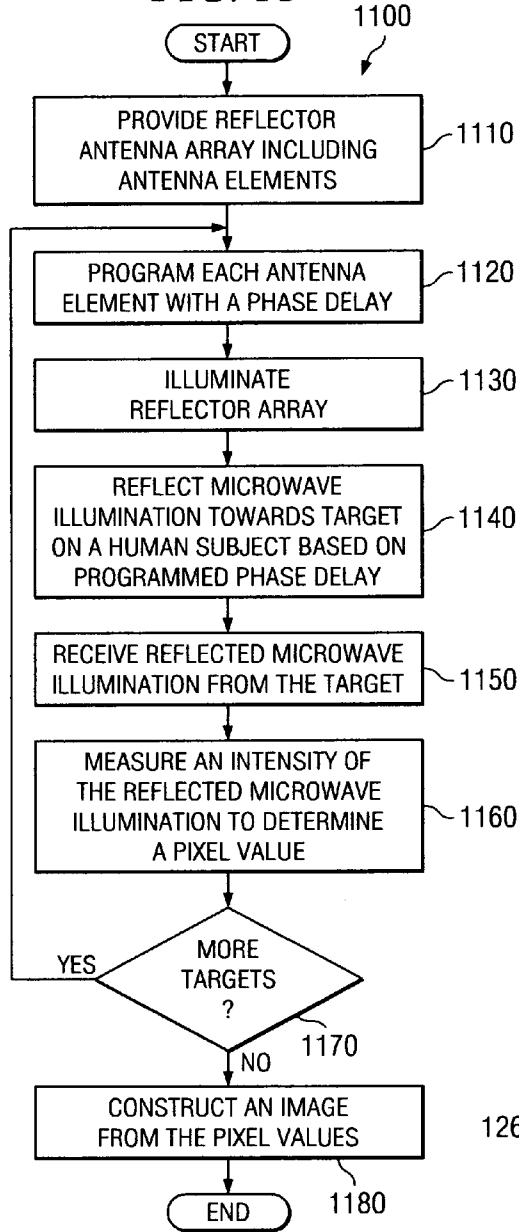 1100
START
PROVIDE REFLECTOR
ANTENNA ARRAY INCLUDING
ANTENNA ELEMENTS
1110
PROGRAM EACH ANTENNA
ELEMENT WITH A PHASE DELAY
1120
ILLUMINATE
REFLECTOR ARRAY
1130
REFLECT MICROWAVE
ILLUMINATION TOWARDS TARGET
ON A HUMAN SUBJECT BASED ON
PROGRAMMED PHASE DELAY
1140
RECEIVE REFLECTED MICROWAVE
ILLUMINATION FROM THE TARGET
1150
MEASURE AN INTENSITY OF
THE REFLECTED MICROWAVE
ILLUMINATION TO DETERMINE
A PIXEL VALUE
1160
YES
MORE
TARGETS
?
1170
NO
CONSTRUCT AN IMAGE
FROM THE PIXEL VALUES
126
1180
END